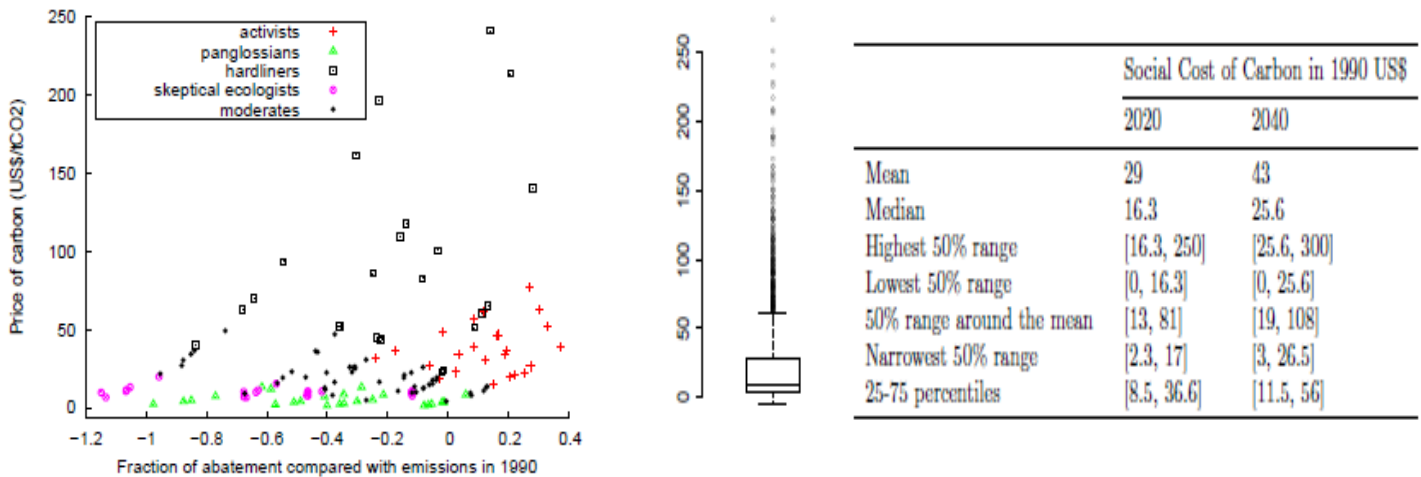 250
200
150
100
50
0
Price of carbon (US$/tCO2)
activists
panglossians
hardliners
skeptical ecologists
moderates
-1.2 -1 -0.8 -0.6 -0.4 -0.2 0 0.2 0.4
Fraction of abatement compared with emissions in 1990
250
200
150
100
50
0
Social Cost of Carbon in 1990 US$
2020 2040
Mean 29 43
Median 16.3 25.6
Highest 50% range [16.3, 250] [25.6, 300]
Lowest 50% range [0, 16.3] [0, 25.6]
50% range around the mean [13, 81] [19, 108]
Narrowest 50% range [2.3, 17] [3, 26.5]
25-75 percentiles [8.5, 36.6] [11.5, 56]